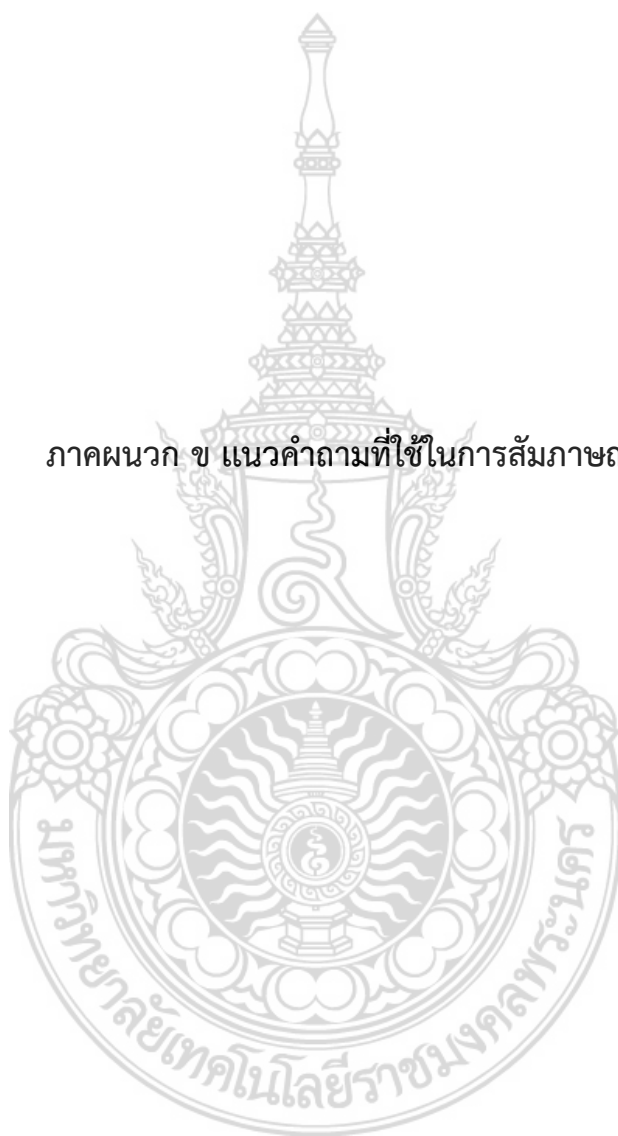 ภาคผนวก ข แนวคำถามที่ใช้ในการสัมภาษณ
มหาวิทยาลัยเทคโนโลยีราชมงคลพระนคร